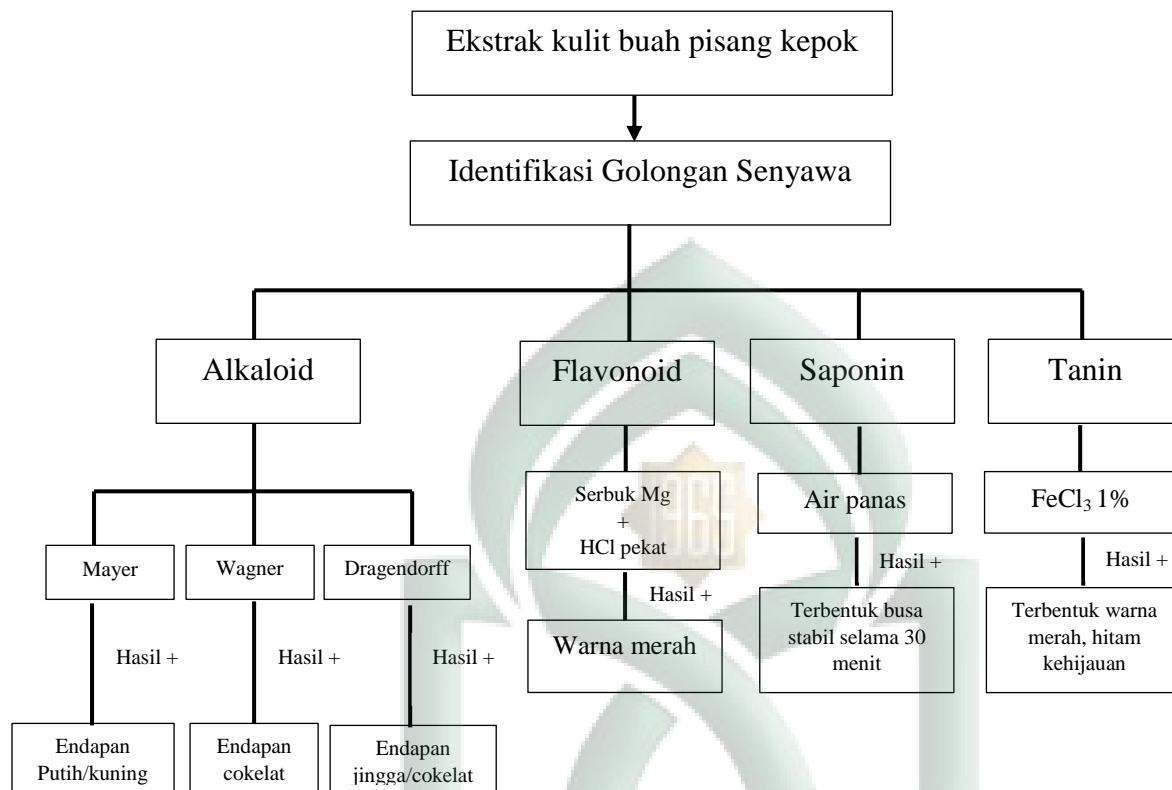 Ekstrak kulit buah pisang kepok
Identifikasi Golongan Senyawa
Alkaloid
Flavonoid
Saponin
Tanin
Serbuk Mg
+
HCl pekat
Air panas
FeCl₃ 1%
Mayer
Wagner
Dragendorff
Hasil +
Hasil +
Hasil +
Warna merah
Terbentuk busa
stabil selama 30
menit
Terbentuk warna
merah, hitam
kehijauan
Hasil +
Hasil +
Hasil +
Endapan
Putih/kuning
Endapan
cokelat
Endapan
jingga/cokelat
1965